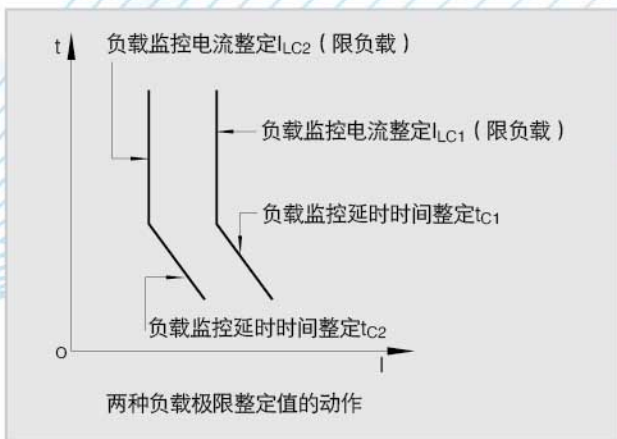 t
负载监控电流整定ILC2（限负载）
负载监控电流整定ILC1（限负载）
负载监控延时时间整定tC1
负载监控延时时间整定tC2
O
I
两种负载极限整定值的动作